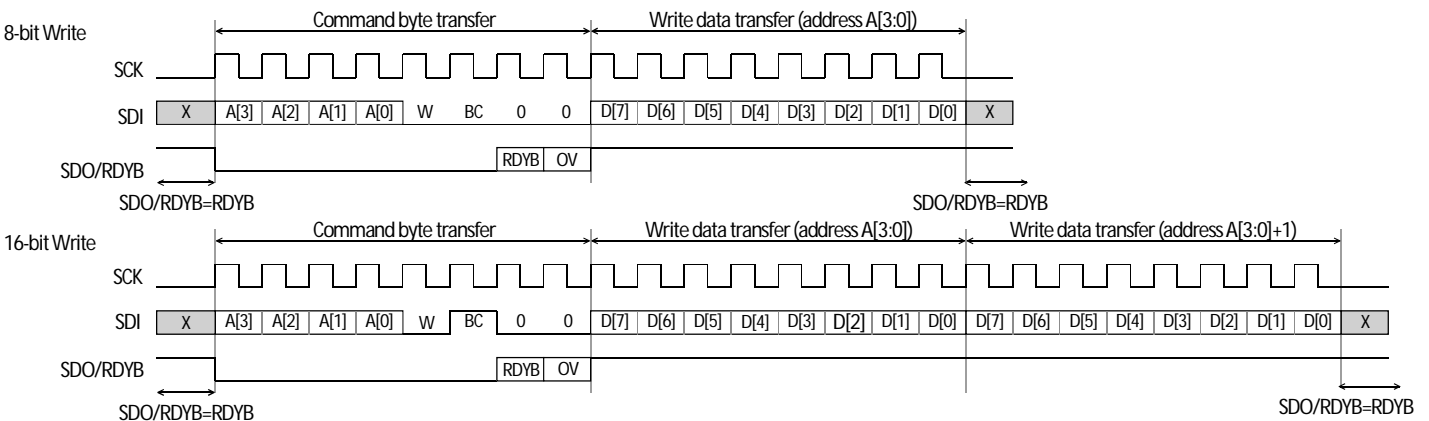 8-bit Write
Command byte transfer Write data transfer (address A[3:0])
SCK
SDI X A[3] A[2] A[1] A[0] W BC 0 0 D[7] D[6] D[5] D[4] D[3] D[2] D[1] D[0] X
SDO/RDYB RDYB OV
SDO/RDYB=RDYB SDO/RDYB=RDYB
16-bit Write
Command byte transfer Write data transfer (address A[3:0]) Write data transfer (address A[3:0]+1)
SCK
SDI X A[3] A[2] A[1] A[0] W BC 0 0 D[7] D[6] D[5] D[4] D[3] D[2] D[1] D[0] D[7] D[6] D[5] D[4] D[3] D[2] D[1] D[0] X
SDO/RDYB RDYB OV
SDO/RDYB=RDYB SDO/RDYB=RDYB